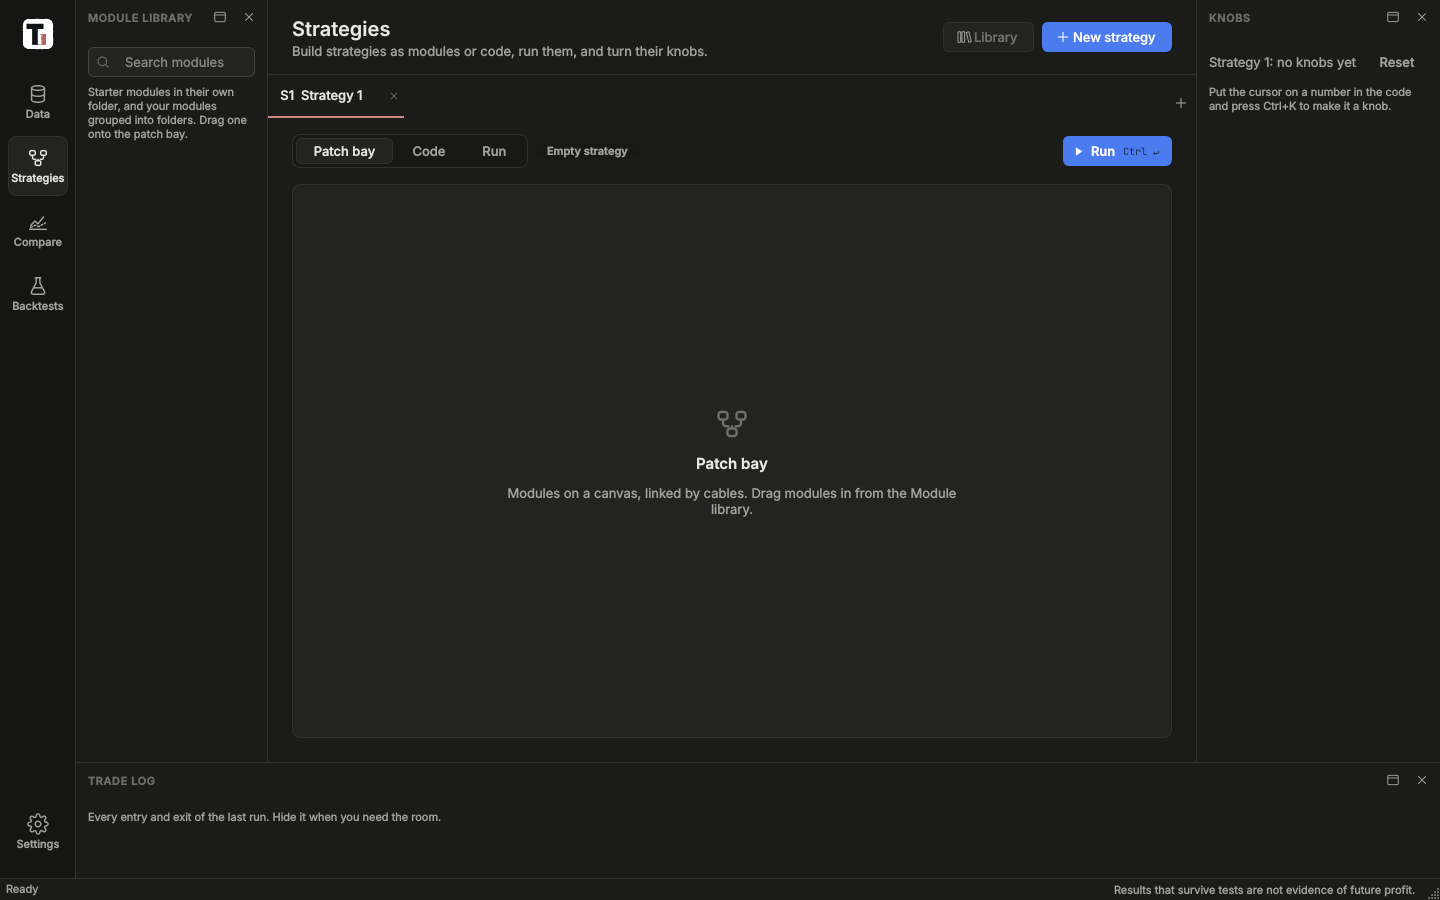 MODULE LIBRARY
Search modules
Starter modules in their own
folder, and your modules
grouped into folders. Drag one
onto the patch bay.
Data
Strategies
Compare
Backtests
Settings
Strategies
Build strategies as modules or code, run them, and turn their knobs.
Library
New strategy
S1 Strategy 1
Patch bay
Code
Run
Empty strategy
Run Ctrl ↵
Patch bay
Modules on a canvas, linked by cables. Drag modules in from the Module
library.
KNOBS
Strategy 1: no knobs yet
Reset
Put the cursor on a number in the code
and press Ctrl+K to make it a knob.
TRADE LOG
Every entry and exit of the last run. Hide it when you need the room.
Ready
Results that survive tests are not evidence of future profit.